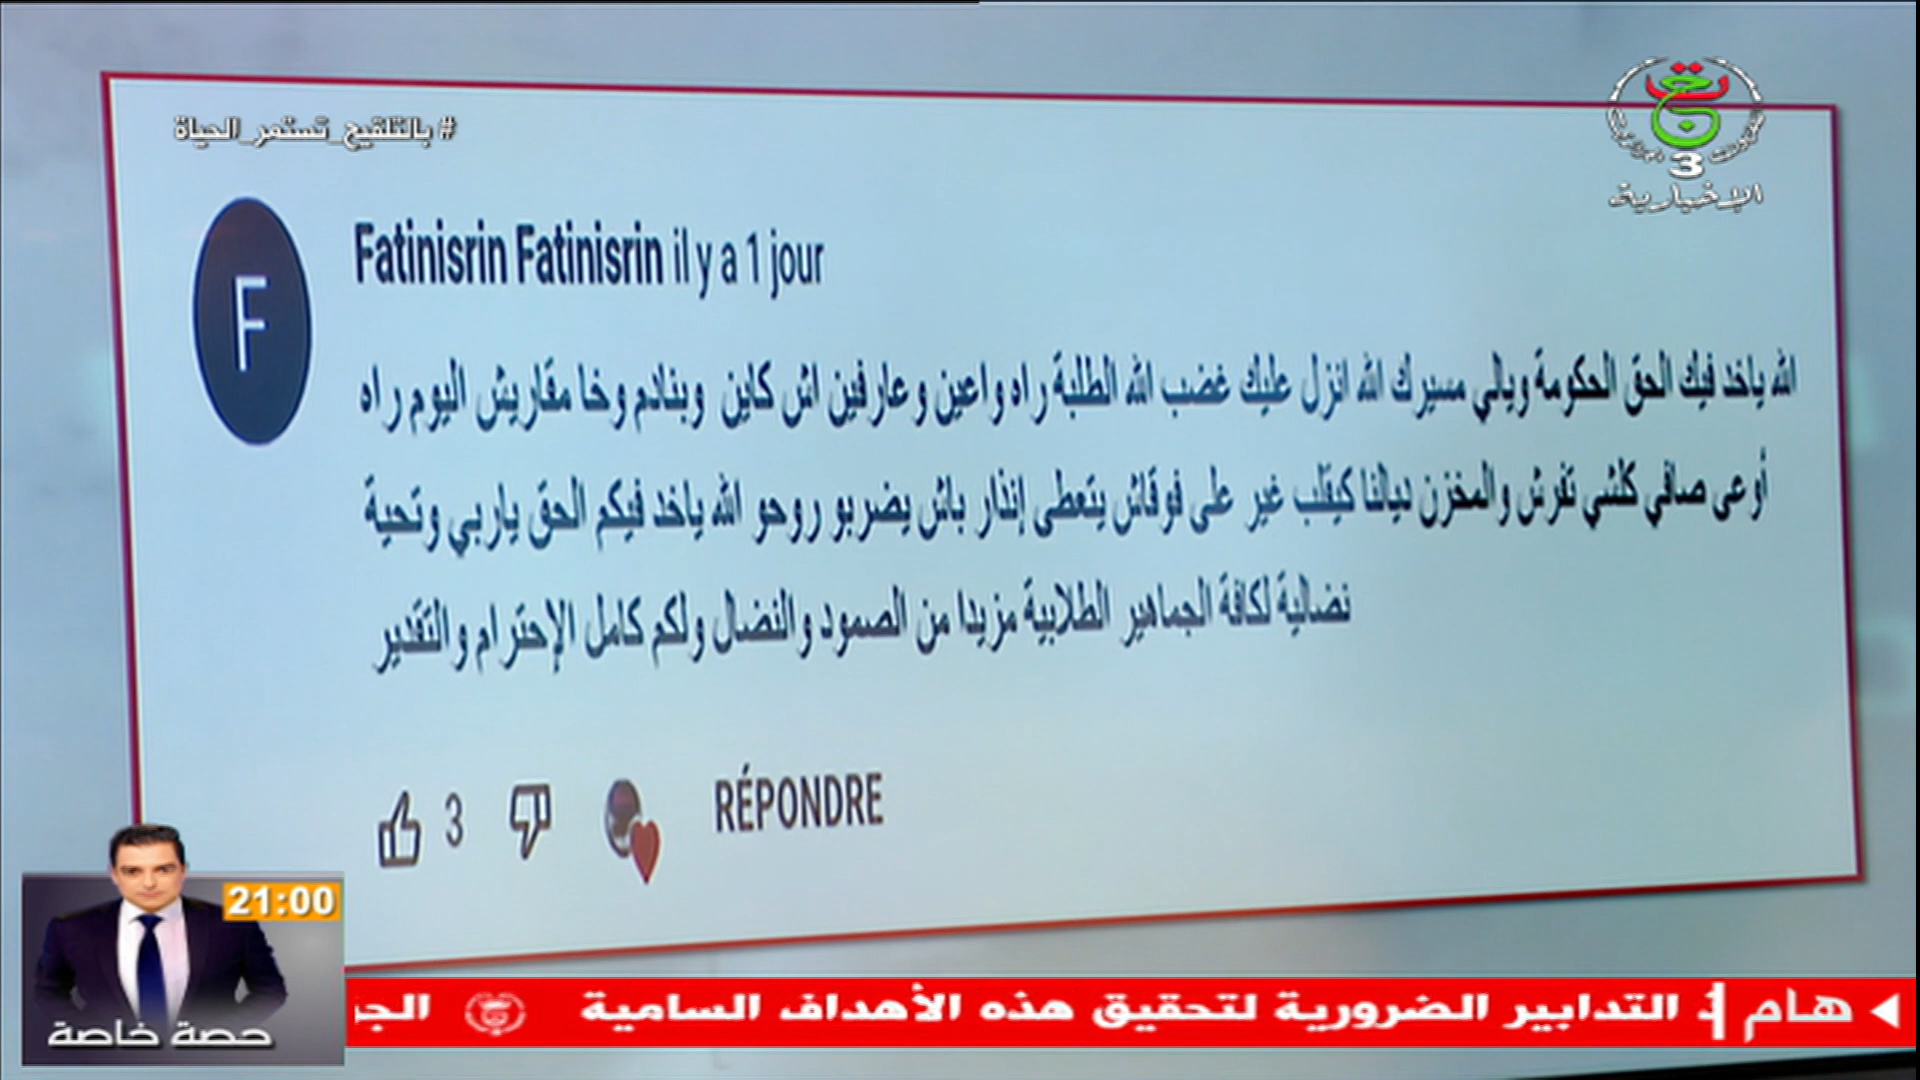 # بالتلقيح_تستمر_الحياة
3
الإخبارية
F
Fatinisrin Fatinisrin il y a 1 jour
الله ياخد فيك الحق الحكومة ويالي مسيرك الله انزل عليك غضب الله الطلبة راه واعين وعارفين اش كاين وبنادم وخا مقاريش اليوم راه
أوعى صافي كلشي تفرش والمخزن ديالنا كيقلب غير على فوقاش يتعطى إنذار باش يضربو روحو الله ياخد فيكم الحق ياربي وتحية
نضالية لكافة الجماهير الطلابية مزيدا من الصمود والنضال ولكم كامل الإحترام والتقدير
3
RÉPONDRE
21:00
حصة خاصة
هام
التدابير الضرورية لتحقيق هذه الأهداف السامية